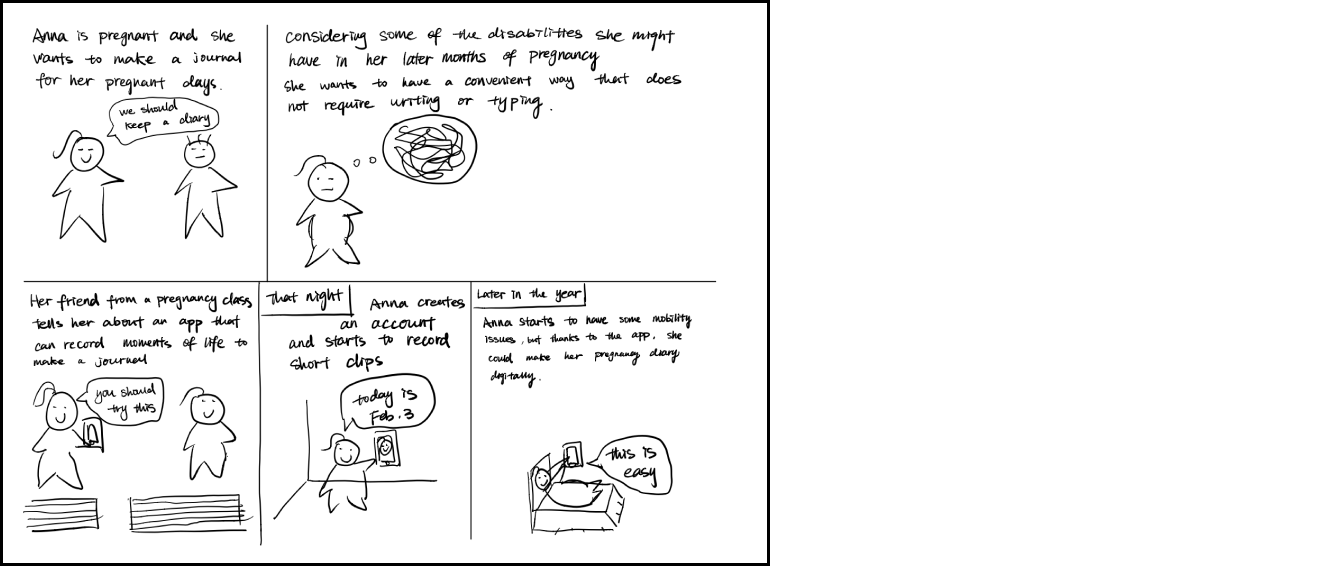 Anna is pregnant and she
wants to make a journal
for her pregnant days.
we should
keep a diary
considering some of the disabilities she might
have in her later months of pregnancy
she wants to have a convenient way that does
not require writing or typing.
Her friend from a pregnancy class
tells her about an app that
can record moments of life to
make a journal
you should
try this
That night
Anna creates
an account
and starts to record
short clips
today is
Feb. 3
Later in the year
Anna starts to have some mobility
issues, but thanks to the app, she
could make her pregnancy diary
digitally.
this is
easy